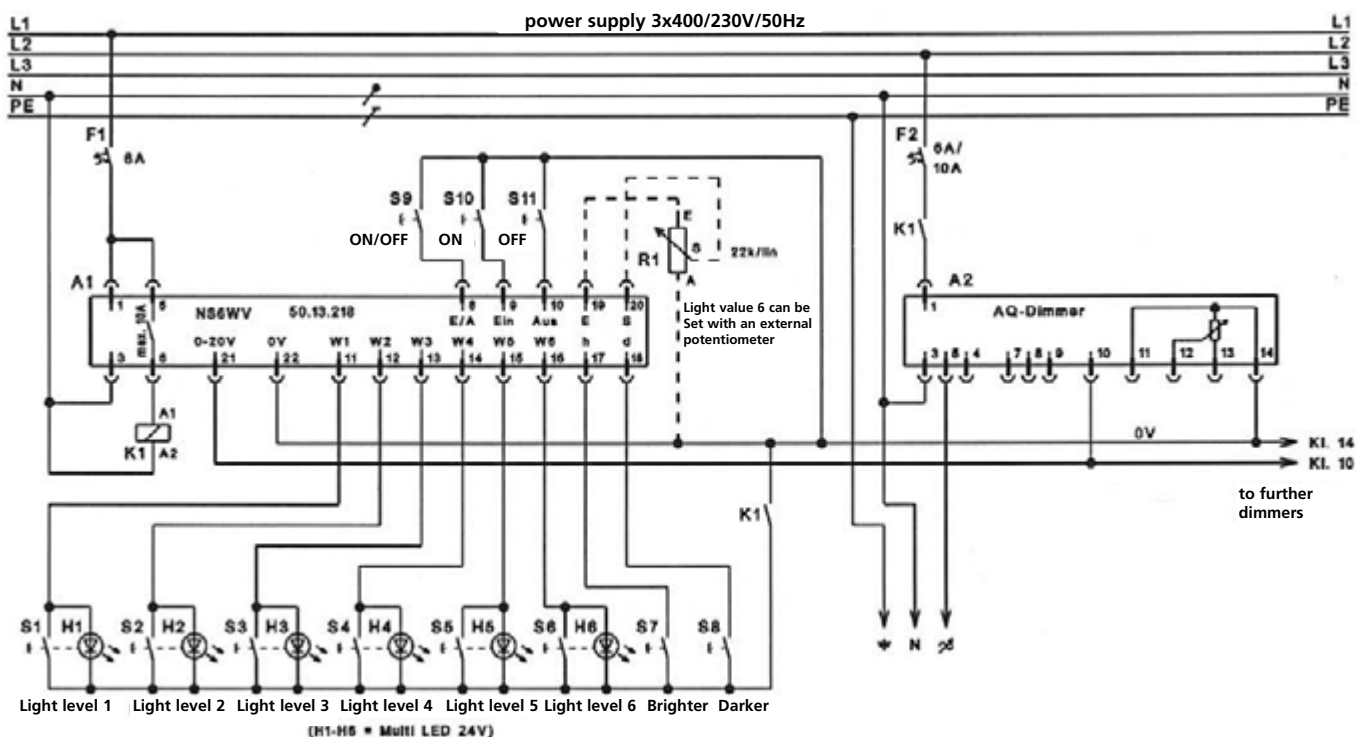 power supply 3x400/230V/50Hz
L1 L1
L2 L2
L3 L3
N N
PE PE
F1
6A
F2
6A/
10A
S9 S10 S11
ON/OFF ON OFF
E
R1 S 22k/lin
A
K1
A1
A2
Light value 6 can be
Set with an external
potentiometer
1 5 8 9 10 19 20
NS6WV 50.13.218 E/A Ein Aus E S
max. 10A
0-20V 0V W1 W2 W3 W4 W5 W6 h d
3 6 21 22 11 12 13 14 15 16 17 18
1 AQ-Dimmer
3 5 4 7 8 9 10 11 12 13 14
A1
K1 A2
0V
Kl. 14
Kl. 10
to further
dimmers
K1
S1 H1 S2 H2 S3 H3 S4 H4 S5 H5 S6 H6 S7 S8
N
Light level 1 Light level 2 Light level 3 Light level 4 Light level 5 Light level 6 Brighter Darker
(H1-H6 = Multi LED 24V)